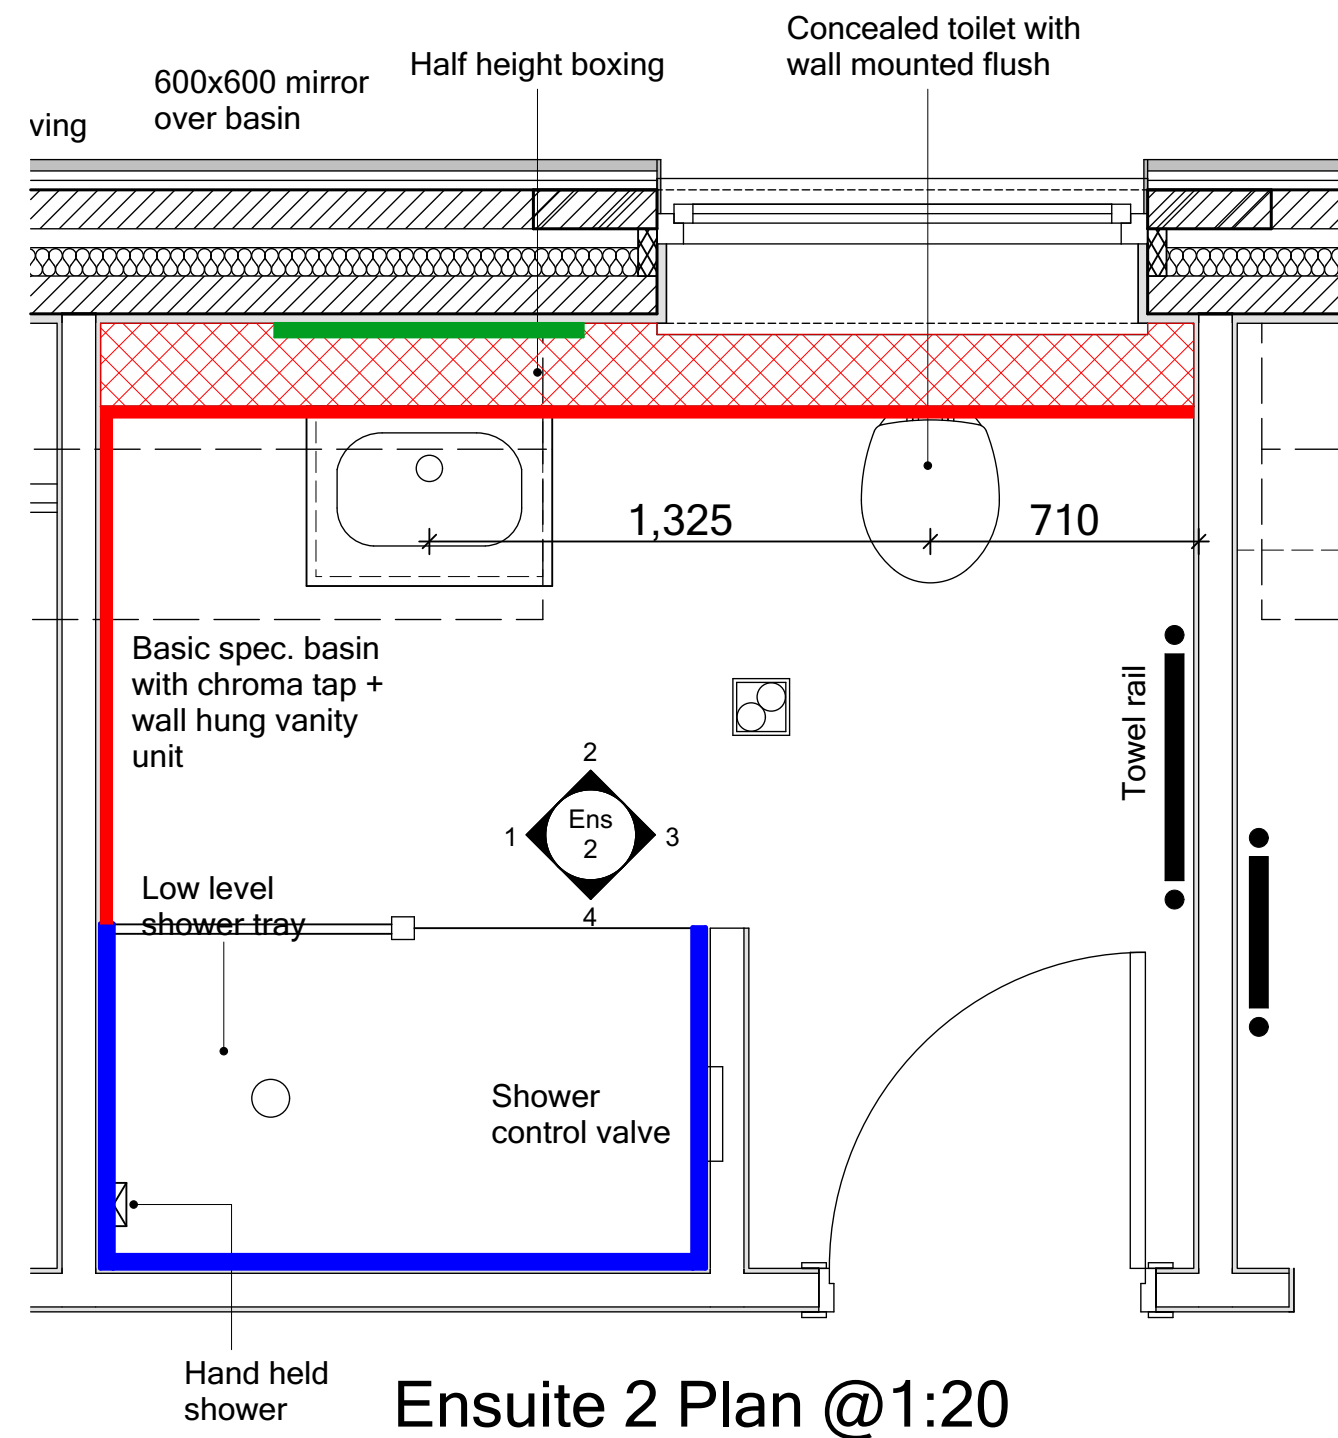 Concealed toilet with
wall mounted flush
Half height boxing
600x600 mirror
over basin
ving
1,325
710
Basic spec. basin
with chroma tap +
wall hung vanity
unit
Towel rail
2
1
Ens
2
3
4
Low level
shower tray
Shower
control valve
Hand held
shower
Ensuite 2 Plan @1:20